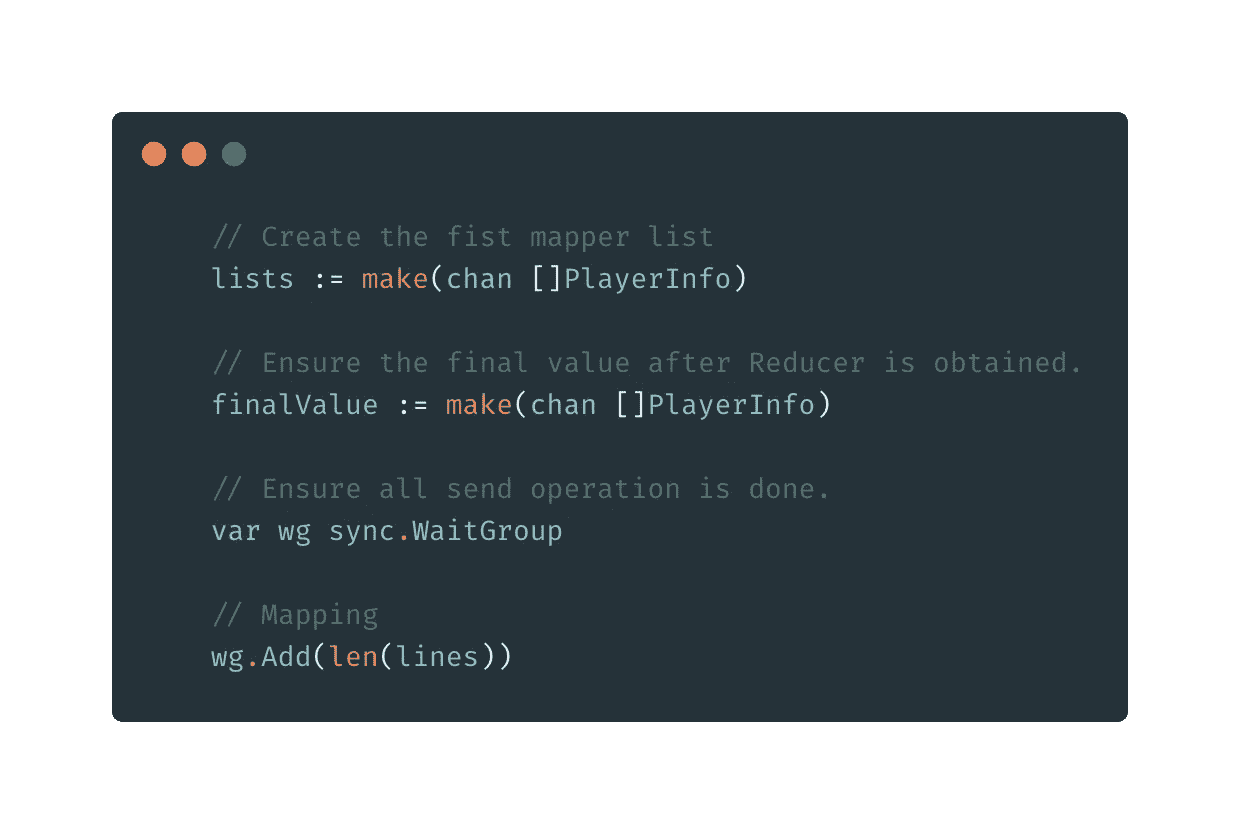 // Create the fist mapper list
lists := make(chan []PlayerInfo)
// Ensure the final value after Reducer is obtained.
finalValue := make(chan []PlayerInfo)
// Ensure all send operation is done.
var wg sync.WaitGroup
// Mapping
wg.Add(len(lines))